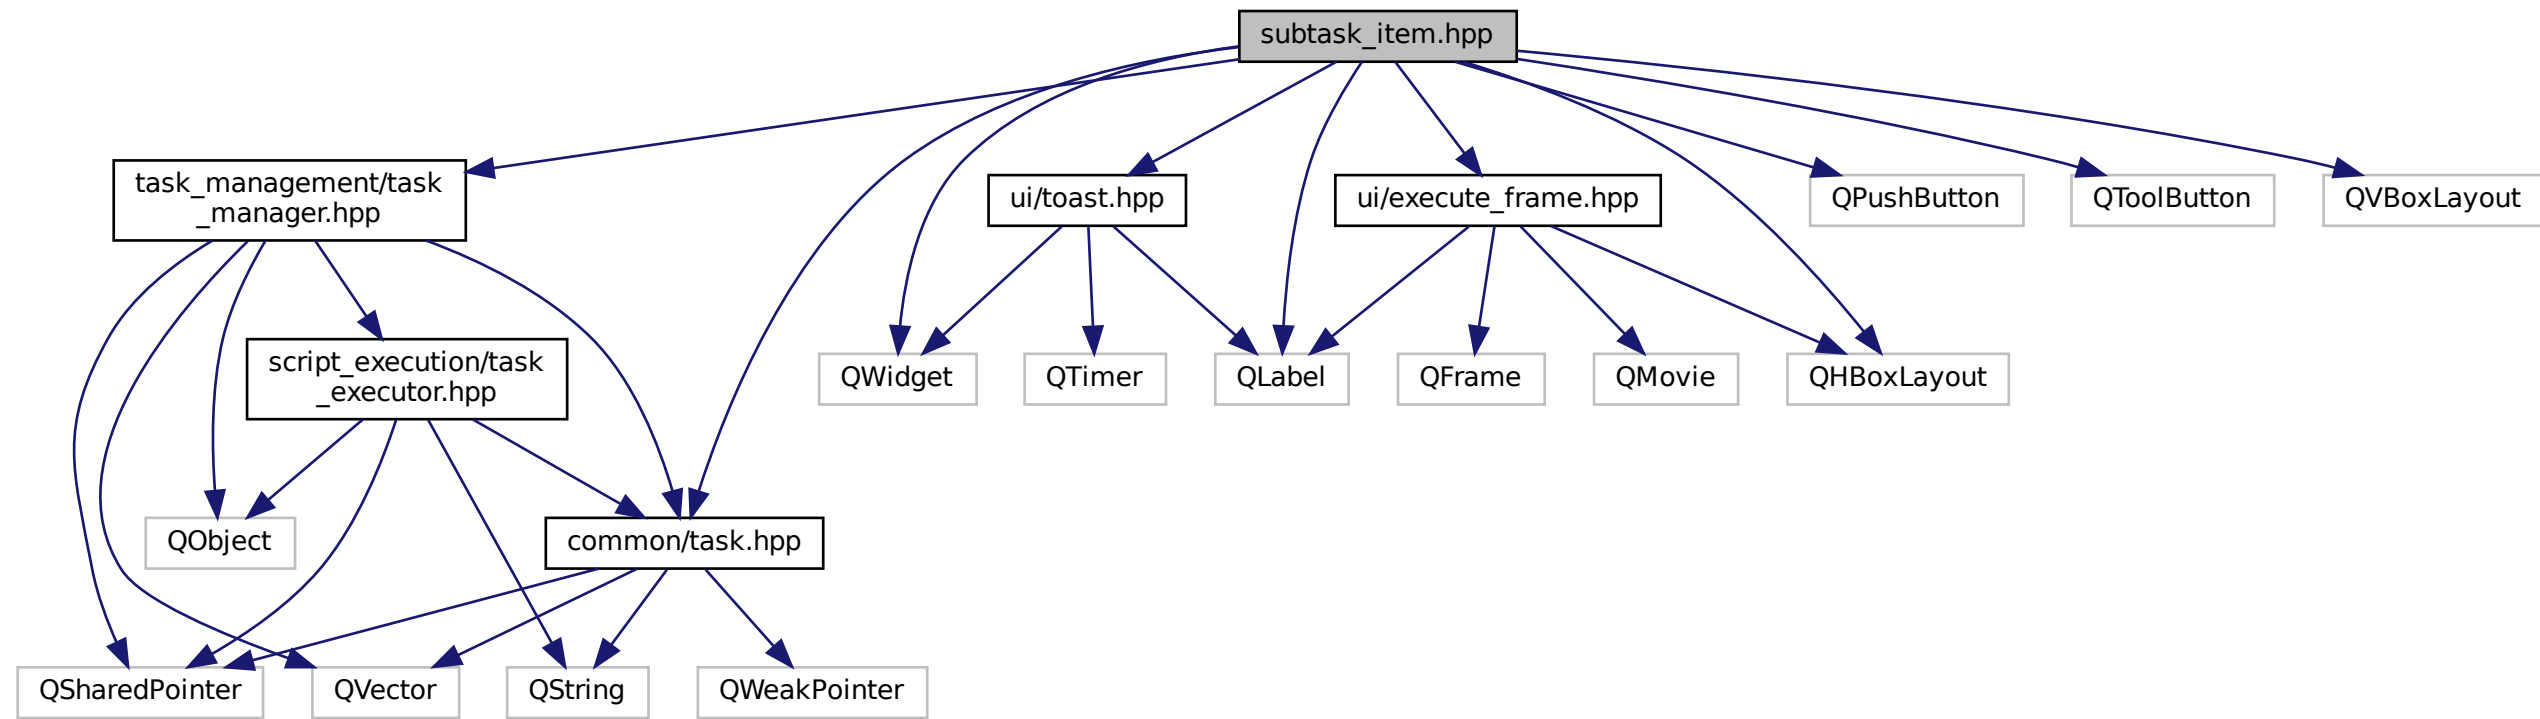 subtask_item.hpp
task_management/task
_manager.hpp
ui/toast.hpp
ui/execute_frame.hpp
QPushButton
QToolButton
QVBoxLayout
script_execution/task
_executor.hpp
QWidget
QTimer
QLabel
QFrame
QMovie
QHBoxLayout
QObject
common/task.hpp
QSharedPointer
QVector
QString
QWeakPointer